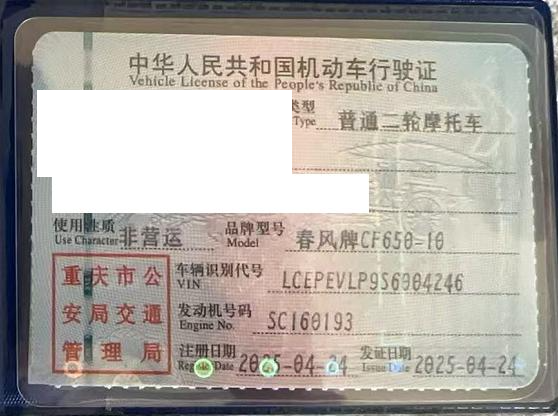 中华人民共和国机动车行驶证
Vehicle License of the People's Republic of China
类型 普通二轮摩托车
Type
使用性质 非营运 品牌型号 春风牌CF650-10
Use Character Model
重庆市公 车辆识别代号 LCEPEVLP9S6904246
VIN
安局交通 发动机号码 SC160193
Engine No.
管理局 注册日期 2025-04-24 发证日期 2025-04-24
Register Date Issue Date